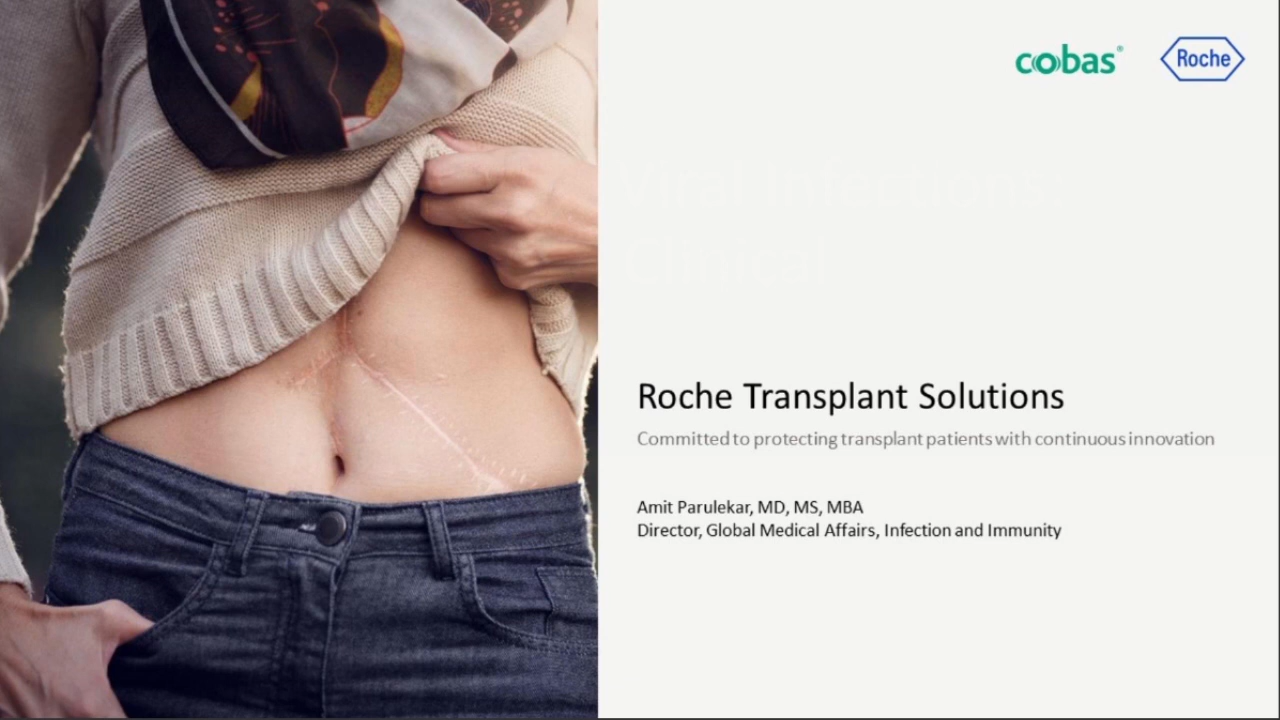 cobas®
Roche
Viral Infections:
Clinical
Roche Transplant Solutions
Committed to protecting transplant patients with continuous innovation
Amit Parulekar, MD, MS, MBA
Director, Global Medical Affairs, Infection and Immunity